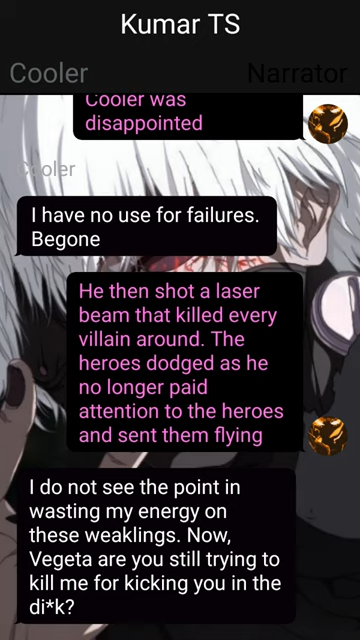 Kumar TS
Cooler
Narrator
Cooler was
disappointed
Cooler
I have no use for failures.
Begone
He then shot a laser
beam that killed every
villain around. The
heroes dodged as he
no longer paid
attention to the heroes
and sent them flying
I do not see the point in
wasting my energy on
these weaklings. Now,
Vegeta are you still trying to
kill me for kicking you in the
di*k?